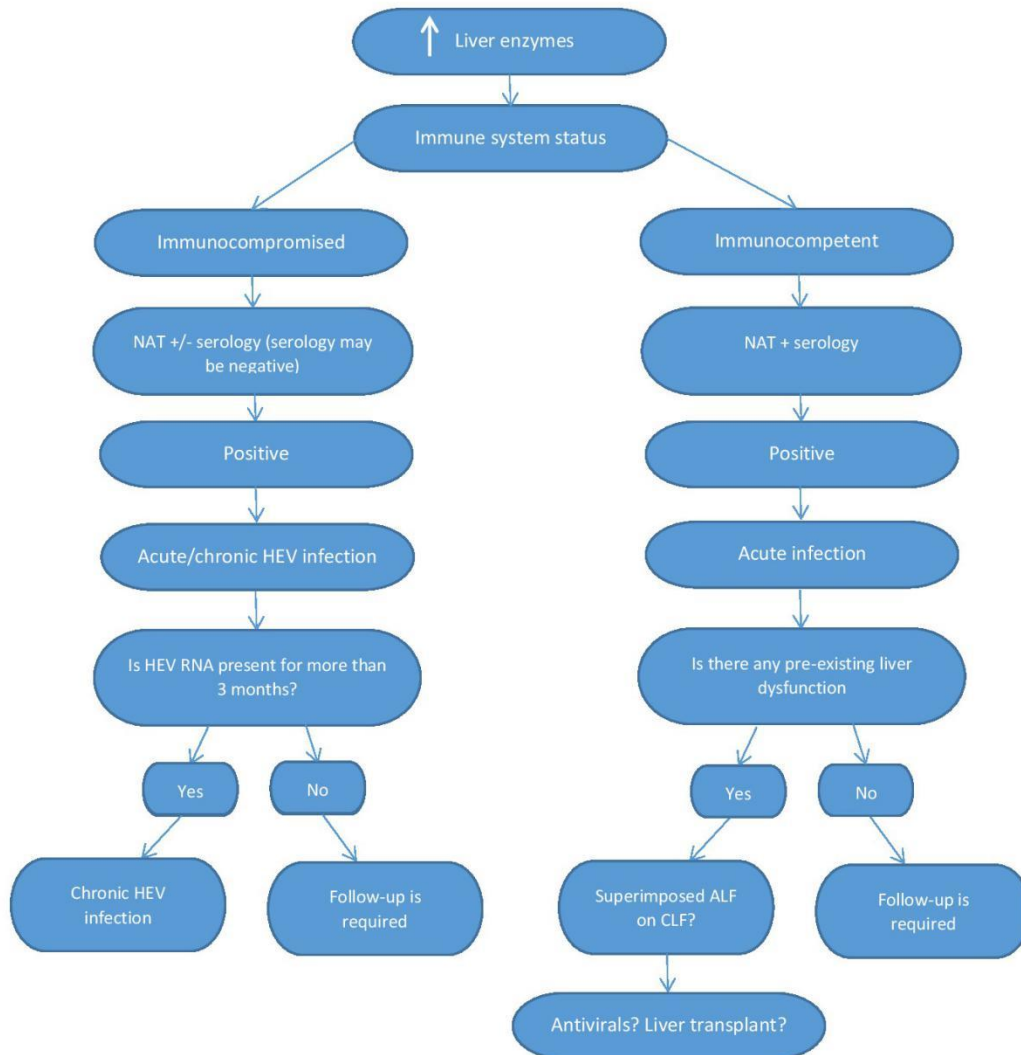 ↑ Liver enzymes
Immune system status
Immunocompromised
Immunocompetent
NAT +/- serology (serology may
be negative)
NAT + serology
Positive
Positive
Acute/chronic HEV infection
Acute infection
Is HEV RNA present for more than
3 months?
Is there any pre-existing liver
dysfunction
Yes
No
Yes
No
Chronic HEV
infection
Follow-up is
required
Superimposed ALF
on CLF?
Follow-up is
required
Antivirals? Liver transplant?